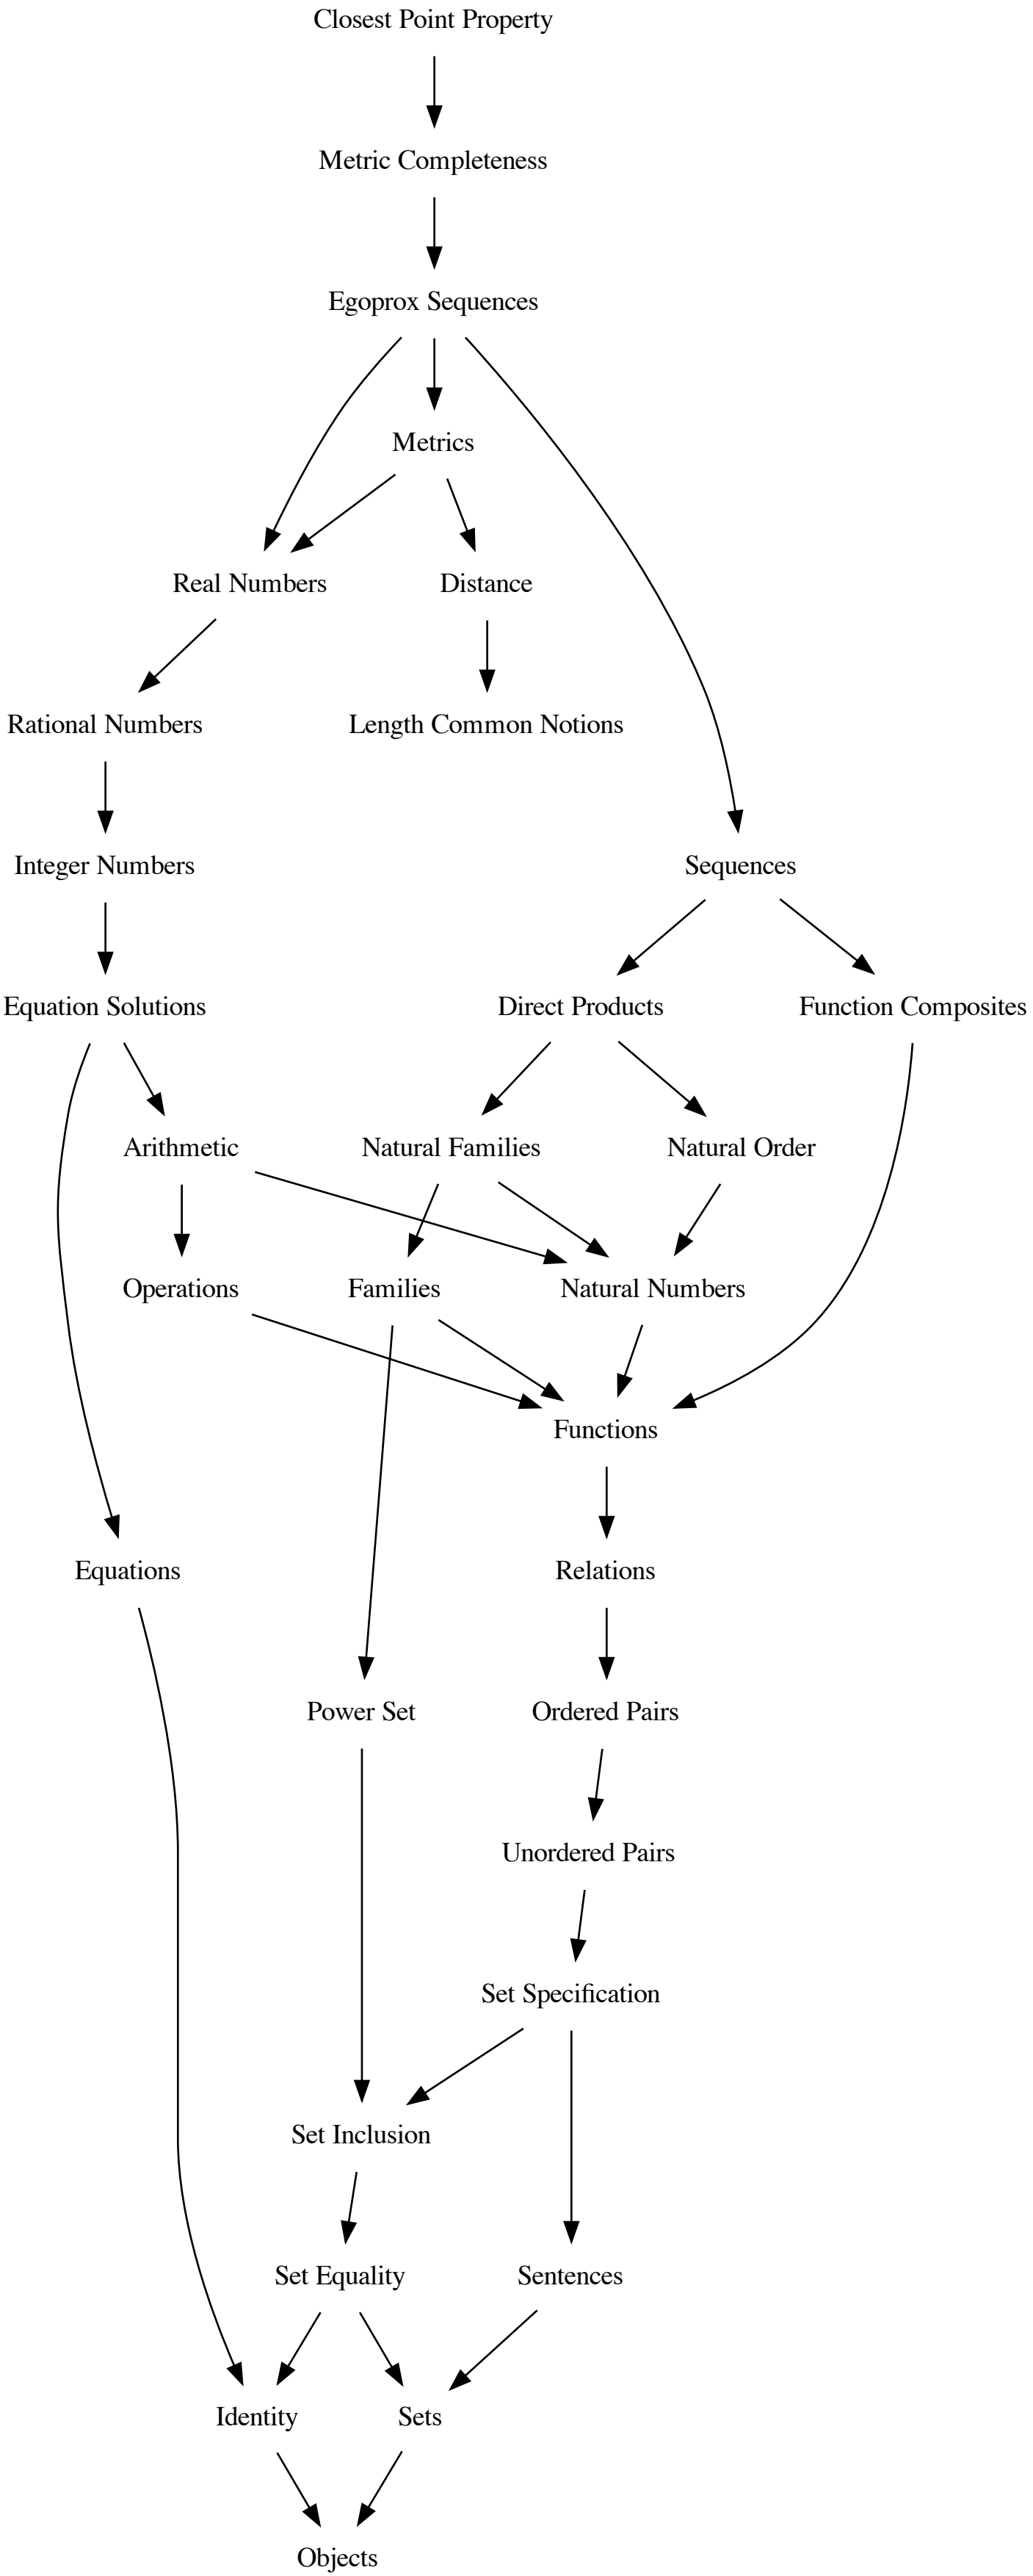 Closest Point Property
Metric Completeness
Egoprox Sequences
Metrics
Real Numbers
Distance
Rational Numbers
Length Common Notions
Integer Numbers
Sequences
Equation Solutions
Direct Products
Function Composites
Arithmetic
Natural Families
Natural Order
Operations
Families
Natural Numbers
Functions
Equations
Relations
Power Set
Ordered Pairs
Unordered Pairs
Set Specification
Set Inclusion
Set Equality
Sentences
Identity
Sets
Objects